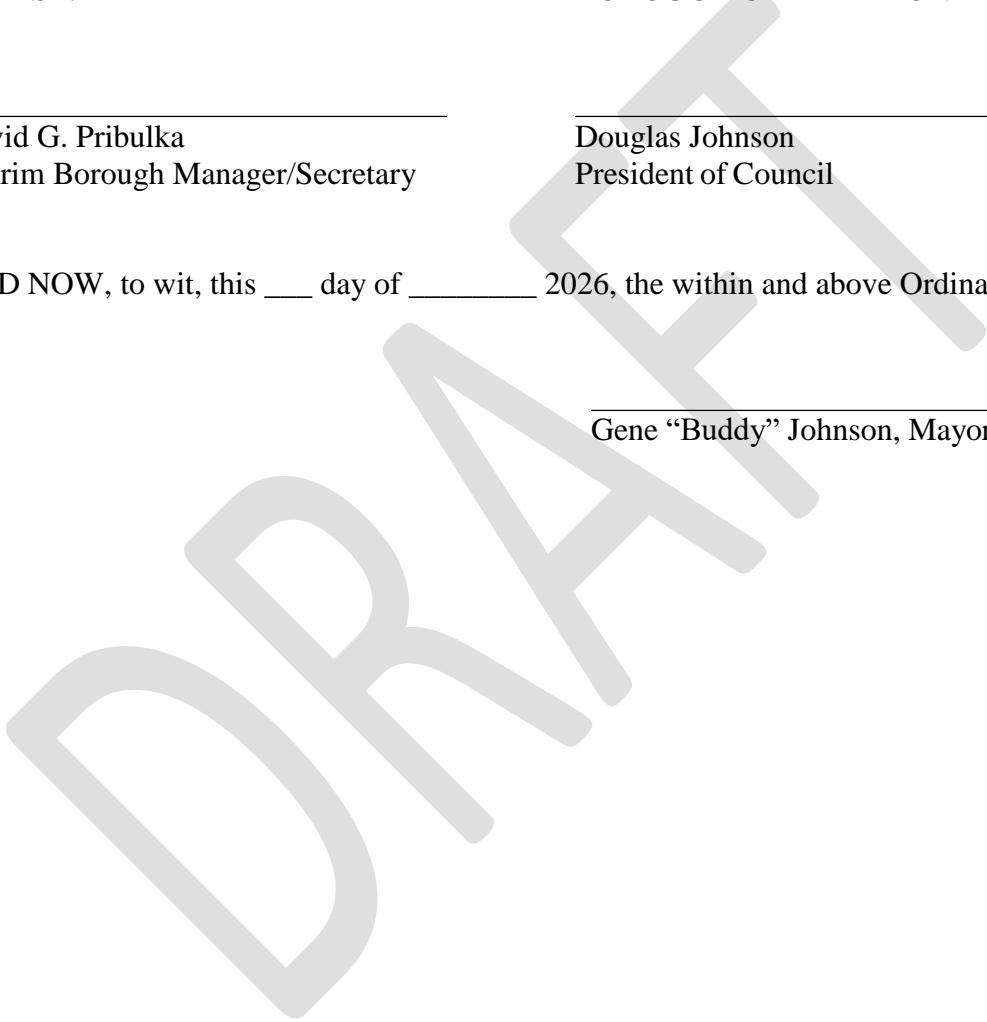 vid G. Pribulka Douglas Johnson
rim Borough Manager/Secretary President of Council
D NOW, to wit, this ___ day of ________ 2026, the within and above Ordina
Gene “Buddy” Johnson, Mayor
DRAFT